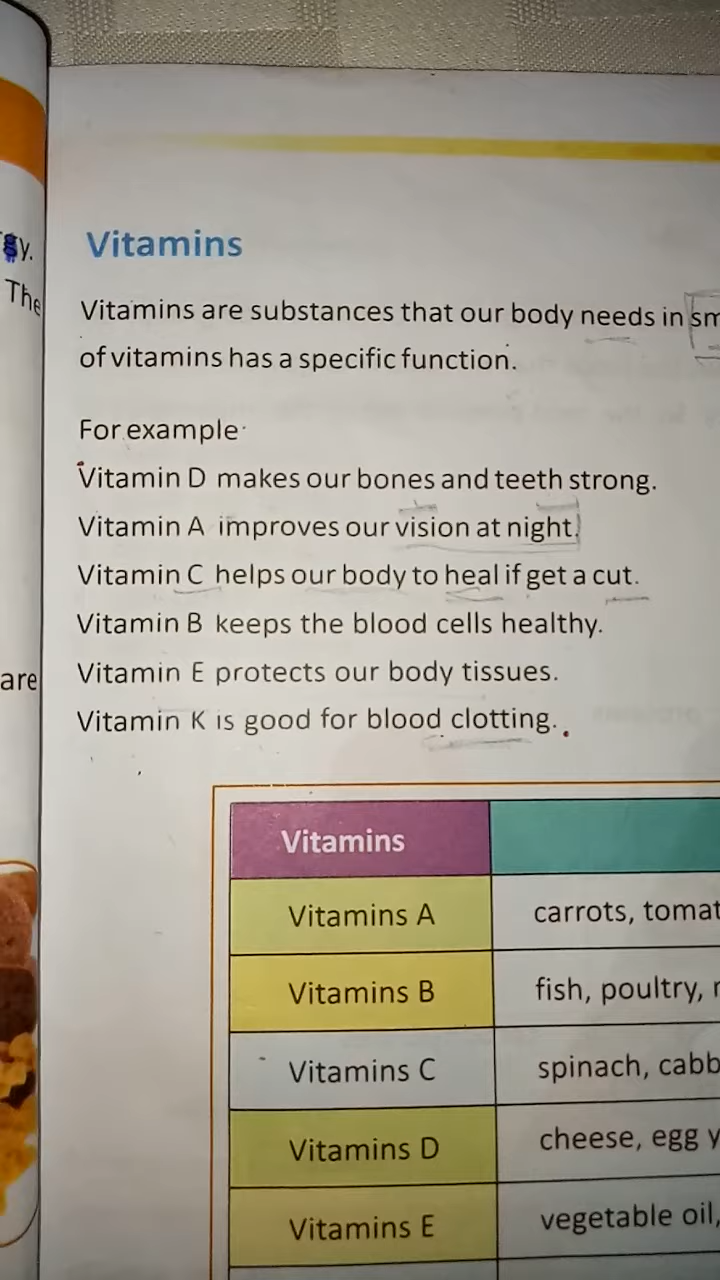 The
are
Vitamins
Vitamins are substances that our body needs in
of vitamins has a specific function.
For example
Vitamin D makes our bones and teeth strong.
Vitamin A improves our vision at night.
Vitamin C helps our body to heal if get a cut.
Vitamin B keeps the blood cells healthy.
Vitamin E protects our body tissues.
Vitamin K is good for blood clotting.
Vitamins
Vitamins A carrots,
Vitamins B fish, poultry,
Vitamins C spinach,
Vitamins D cheese, egg
Vitamins E vegetable oil,